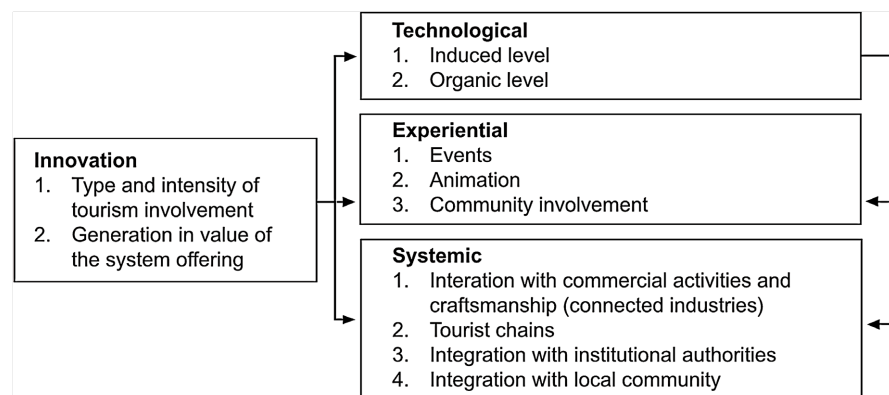 Technological
1. Induced level
2. Organic level
Experiential
1. Events
2. Animation
3. Community involvement
Innovation
1. Type and intensity of
tourism involvement
2. Generation in value of
the system offering
Systemic
1. Interation with commercial activities and
craftsmanship (connected industries)
2. Tourist chains
3. Integration with institutional authorities
4. Integration with local community